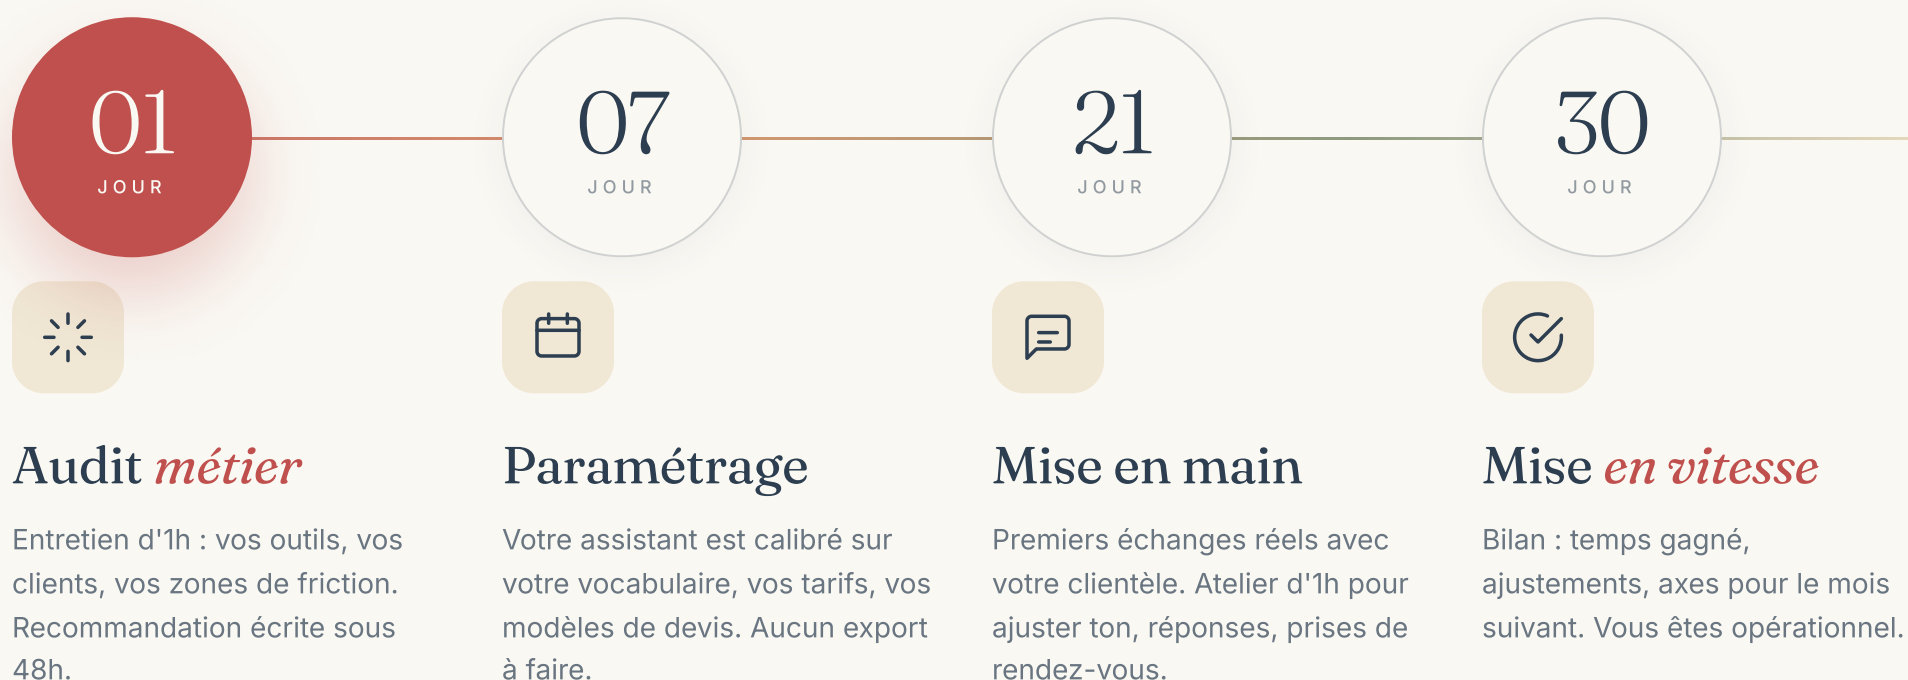 01
JOUR
07
JOUR
21
JOUR
30
JOUR
Audit métier
Entretien d'1h : vos outils, vos
clients, vos zones de friction.
Recommandation écrite sous
48h.
Paramétrage
Votre assistant est calibré sur
votre vocabulaire, vos tarifs, vos
modèles de devis. Aucun export
à faire.
Mise en main
Premiers échanges réels avec
votre clientèle. Atelier d'1h pour
ajuster ton, réponses, prises de
rendez-vous.
Mise en vitesse
Bilan : temps gagné,
ajustements, axes pour le mois
suivant. Vous êtes opérationnel.